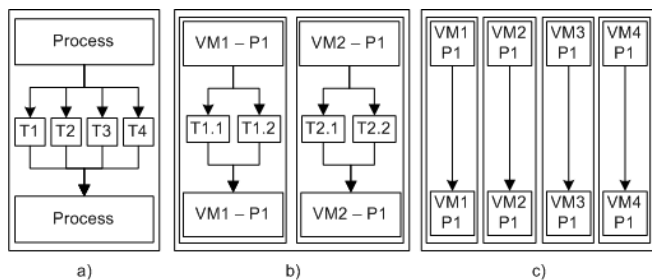 Process
T1 T2 T3 T4
Process
a)
VM1 – P1 VM2 – P1
T1.1 T1.2 T2.1 T2.2
VM1 – P1 VM2 – P1
b)
VM1 VM2 VM3 VM4
P1 P1 P1 P1
VM1 VM2 VM3 VM4
P1 P1 P1 P1
c)